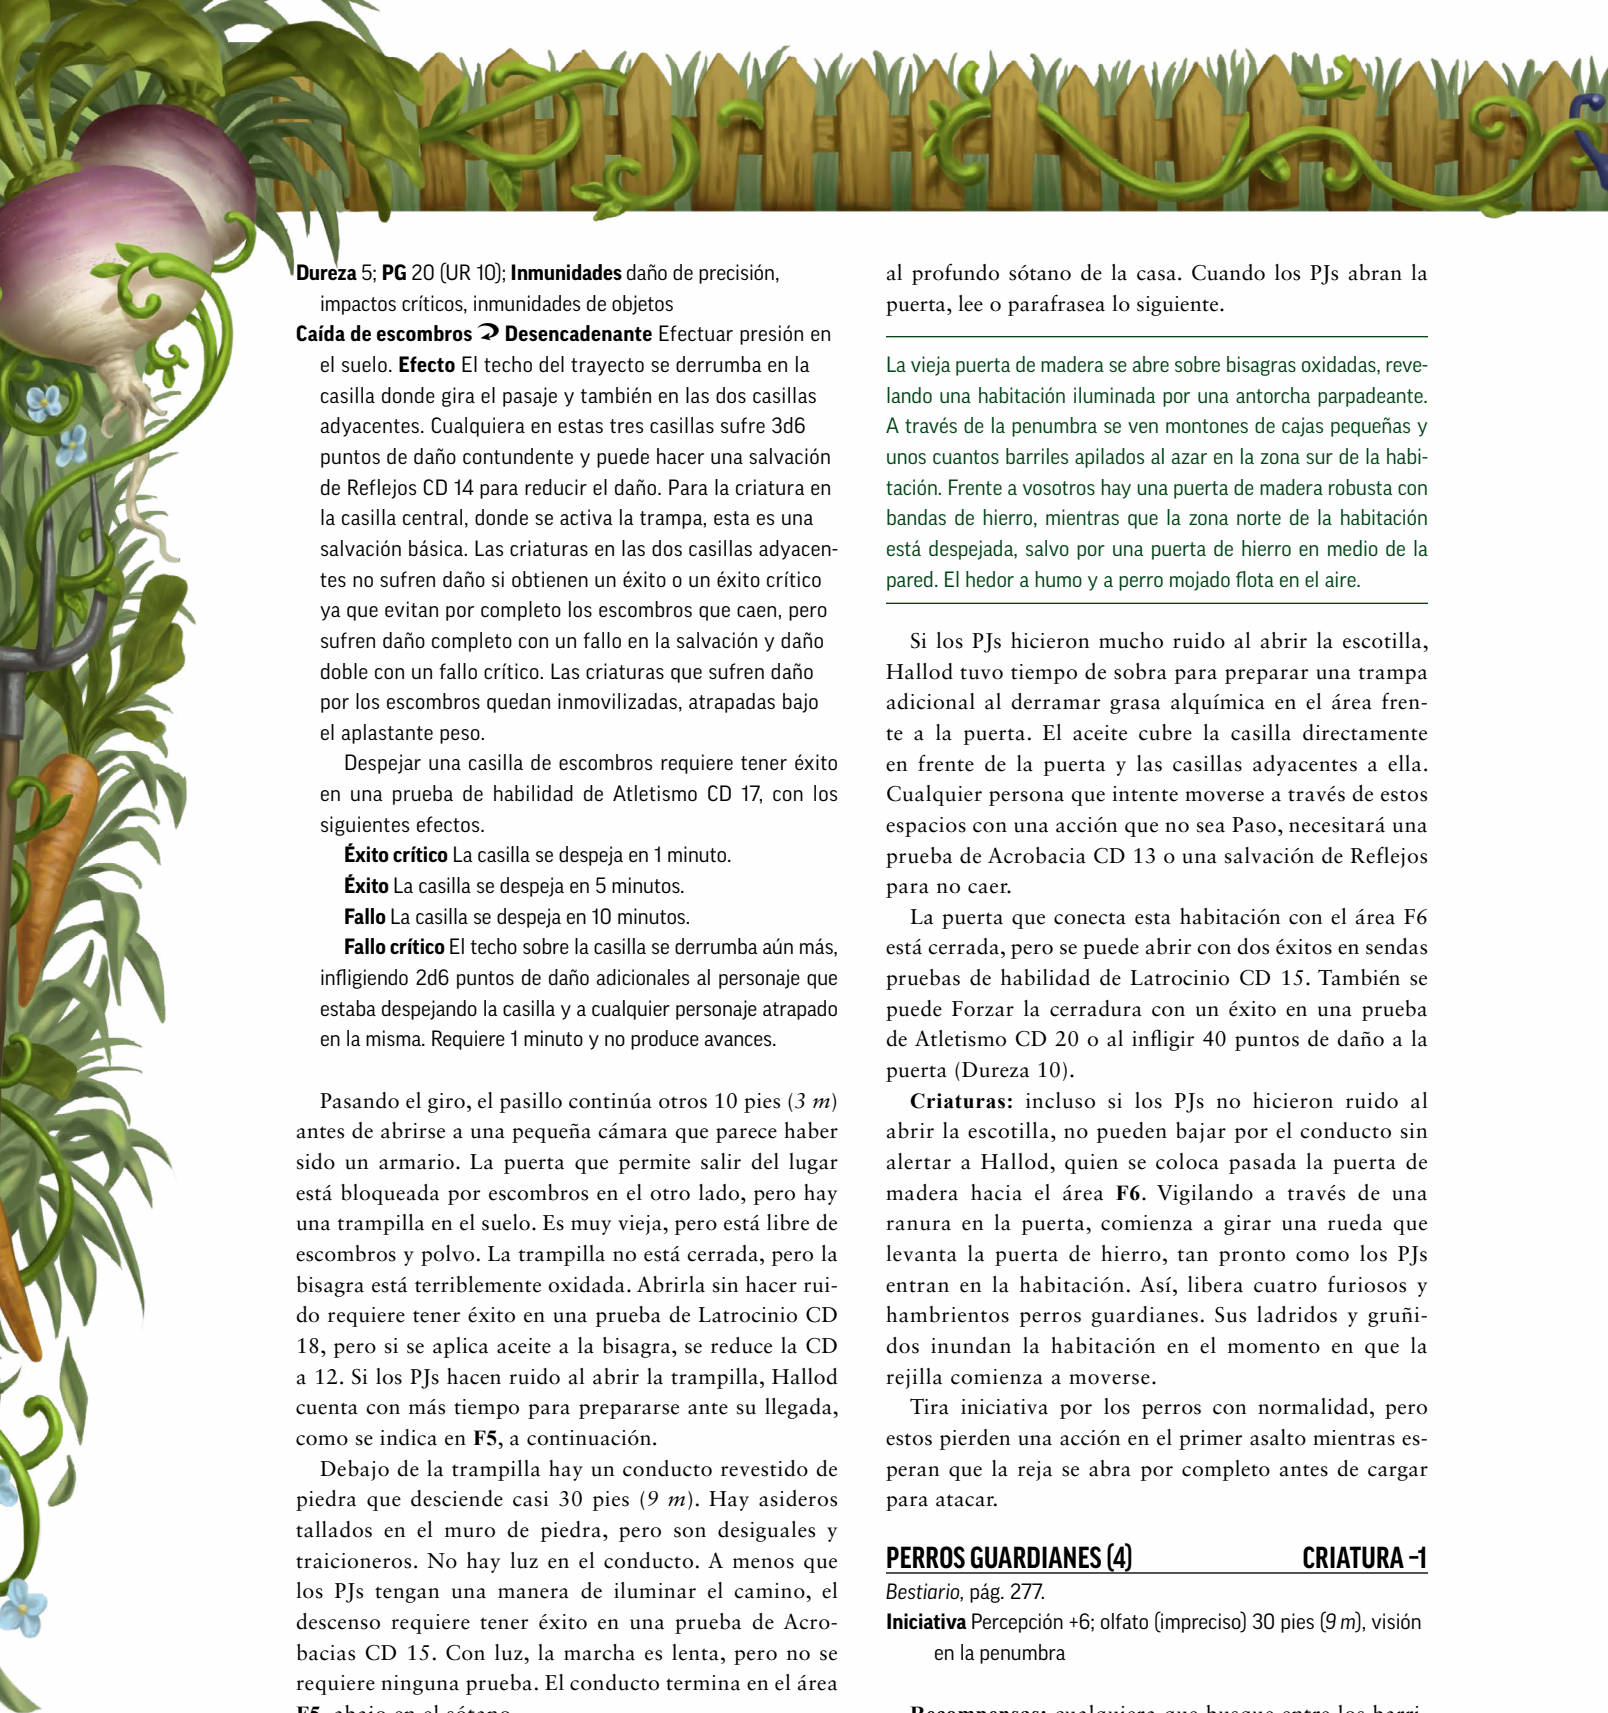 Dureza 5; PG 20 (UR 10); Inmunidades daño de precisión,
impactos críticos, inmunidades de objetos
Caída de escombros Desencadenante Efectuar presión en
el suelo. Efecto El techo del trayecto se derrumba en la
casilla donde gira el pasaje y también en las dos casillas
adyacentes. Cualquiera en estas tres casillas sufre 3d6
puntos de daño contundente y puede hacer una salvación
de Reflejos CD 14 para reducir el daño. Para la criatura en
la casilla central, donde se activa la trampa, esta es una
salvación básica. Las criaturas en las dos casillas adyacen-
tes no sufren daño si obtienen un éxito o un éxito crítico
ya que evitan por completo los escombros que caen, pero
sufren daño completo con un fallo en la salvación y daño
doble con un fallo crítico. Las criaturas que sufren daño
por los escombros quedan inmovilizadas, atrapadas bajo
el aplastante peso.
Despejar una casilla de escombros requiere tener éxito
en una prueba de habilidad de Atletismo CD 17, con los
siguientes efectos.
Éxito crítico La casilla se despeja en 1 minuto.
Éxito La casilla se despeja en 5 minutos.
Fallo La casilla se despeja en 10 minutos.
Fallo crítico El techo sobre la casilla se derrumba aún más,
infligiendo 2d6 puntos de daño adicionales al personaje que
estaba despejando la casilla y a cualquier personaje atrapado
en la misma. Requiere 1 minuto y no produce avances.
Pasando el giro, el pasillo continúa otros 10 pies (3 m)
antes de abrirse a una pequeña cámara que parece haber
sido un armario. La puerta que permite salir del lugar
está bloqueada por escombros en el otro lado, pero hay
una trampilla en el suelo. Es muy vieja, pero está libre de
escombros y polvo. La trampilla no está cerrada, pero la
bisagra está terriblemente oxidada. Abrirla sin hacer rui-
do requiere tener éxito en una prueba de Latrocinio CD
18, pero si se aplica aceite a la bisagra, se reduce la CD
a 12. Si los PJs hacen ruido al abrir la trampilla, Hallod
cuenta con más tiempo para prepararse ante su llegada,
como se indica en F5, a continuación.
Debajo de la trampilla hay un conducto revestido de
piedra que desciende casi 30 pies (9 m). Hay asideros
tallados en el muro de piedra, pero son desiguales y
traicioneros. No hay luz en el conducto. A menos que
los PJs tengan una manera de iluminar el camino, el
descenso requiere tener éxito en una prueba de Acro-
bacias CD 15. Con luz, la marcha es lenta, pero no se
requiere ninguna prueba. El conducto termina en el área
F5, abajo en el sótano.
al profundo sótano de la casa. Cuando los PJs abran la
puerta, lee o parafrasea lo siguiente.
La vieja puerta de madera se abre sobre bisagras oxidadas, reve-
lando una habitación iluminada por una antorcha parpadeante.
A través de la penumbra se ven montones de cajas pequeñas y
unos cuantos barriles apilados al azar en la zona sur de la habi-
tación. Frente a vosotros hay una puerta de madera robusta con
bandas de hierro, mientras que la zona norte de la habitación
está despejada, salvo por una puerta de hierro en medio de la
pared. El hedor a humo y a perro mojado flota en el aire.
Si los PJs hicieron mucho ruido al abrir la escotilla,
Hallod tuvo tiempo de sobra para preparar una trampa
adicional al derramar grasa alquímica en el área fren-
te a la puerta. El aceite cubre la casilla directamente
en frente de la puerta y las casillas adyacentes a ella.
Cualquier persona que intente moverse a través de estos
espacios con una acción que no sea Paso, necesitará una
prueba de Acrobacia CD 13 o una salvación de Reflejos
para no caer.
La puerta que conecta esta habitación con el área F6
está cerrada, pero se puede abrir con dos éxitos en sendas
pruebas de habilidad de Latrocinio CD 15. También se
puede Forzar la cerradura con un éxito en una prueba
de Atletismo CD 20 o al infligir 40 puntos de daño a la
puerta (Dureza 10).
Criaturas: incluso si los PJs no hicieron ruido al
abrir la escotilla, no pueden bajar por el conducto sin
alertar a Hallod, quien se coloca pasada la puerta de
madera hacia el área F6. Vigilando a través de una
ranura en la puerta, comienza a girar una rueda que
levanta la puerta de hierro, tan pronto como los PJs
entran en la habitación. Así, libera cuatro furiosos y
hambrientos perros guardianes. Sus ladridos y gruñi-
dos inundan la habitación en el momento en que la
rejilla comienza a moverse.
Tira iniciativa por los perros con normalidad, pero
estos pierden una acción en el primer asalto mientras es-
peran que la reja se abra por completo antes de cargar
para atacar.
PERROS GUARDIANES (4) CRIATURA –1
Bestiario, pág. 277.
Iniciativa Percepción +6; olfato (impreciso) 30 pies (9 m), visión
en la penumbra
Recompensas: cualquiera que busque entre los barri-